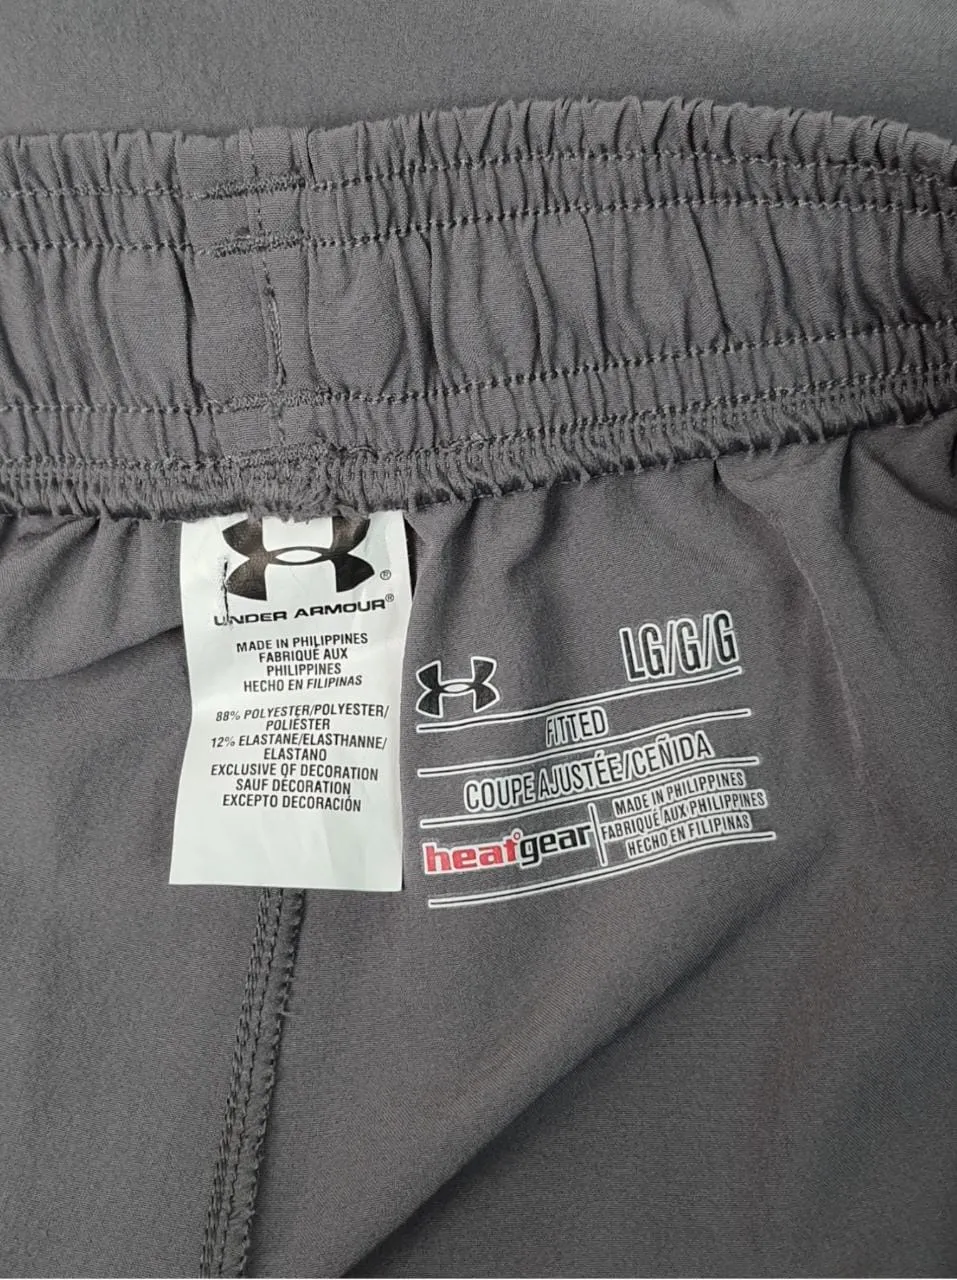 UNDER ARMOUR®
MADE IN PHILIPPINES
FABRIQUÉ AUX
PHILIPPINES
HECHO EN FILIPINAS
88% POLYESTER/POLYESTER/
POLIÉSTER
12% ELASTANE/ELASTHANNE/
ELASTANO
EXCLUSIVE OF DECORATION
SAUF DÉCORATION
EXCEPTO DECORACIÓN
LG/G/G
FITTED
COUPE AJUSTÉE/CEÑIDA
heatgear
MADE IN PHILIPPINES
FABRIQUÉ AUX PHILIPPINES
HECHO EN FILIPINAS